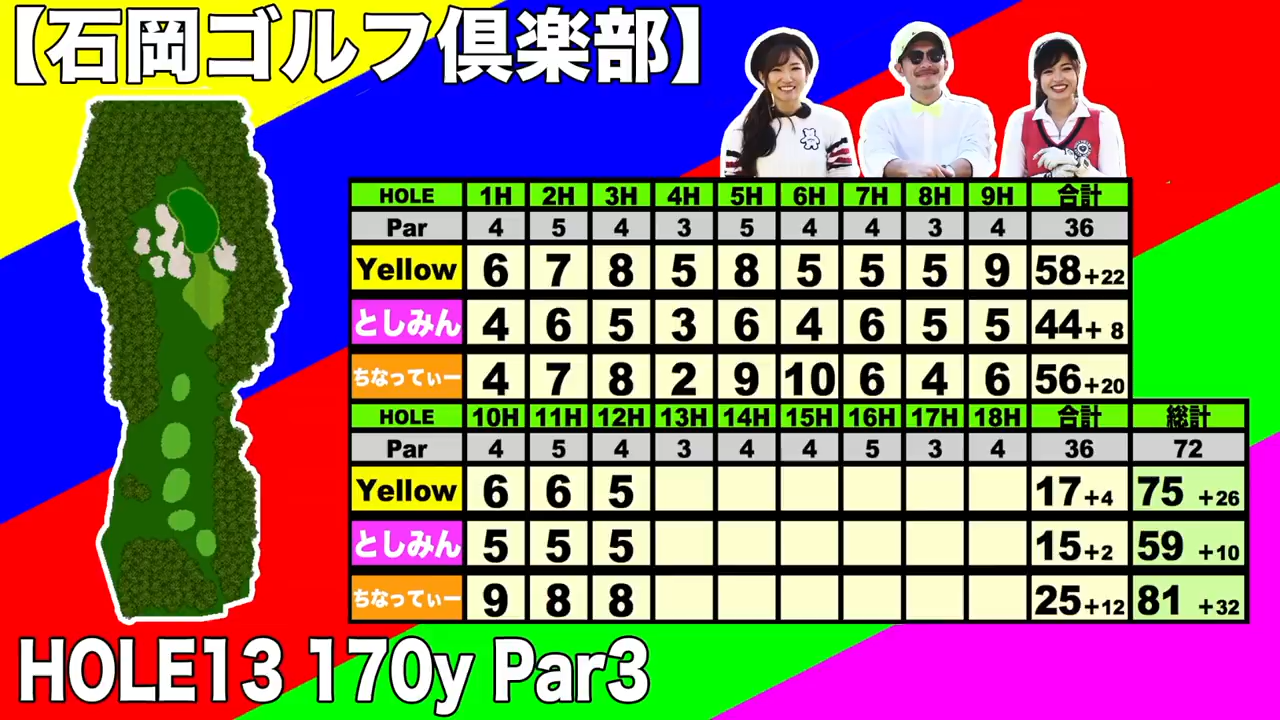 【石岡ゴルフ倶楽部】
HOLE 1H 2H 3H 4H 5H 6H 7H 8H 9H 合計
Par 4 5 4 3 5 4 4 3 4 36
Yellow 6 7 8 5 8 5 5 5 9 58+22
としみん 4 6 5 3 6 4 6 5 5 44+ 8
ちなってぃー 4 7 8 2 9 10 6 4 6 56+20
HOLE 10H 11H 12H 13H 14H 15H 16H 17H 18H 合計 総計
Par 4 5 4 3 4 4 5 3 4 36 72
Yellow 6 6 5 17+4 75 +26
としみん 5 5 5 15+2 59 +10
ちなってぃー 9 8 8 25+12 81 +32
HOLE13 170y Par3